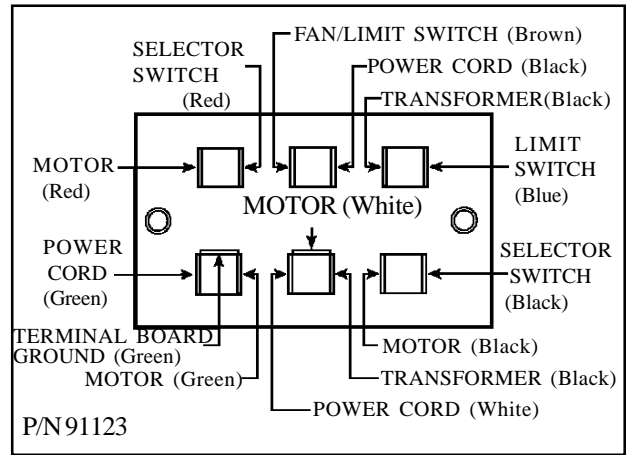 FAN/LIMIT SWITCH (Brown)
SELECTOR
SWITCH
(Red)
POWER CORD (Black)
TRANSFORMER(Black)
MOTOR
(Red)
LIMIT
SWITCH
(Blue)
MOTOR (White)
POWER
CORD
(Green)
SELECTOR
SWITCH
(Black)
TERMINAL BOARD
GROUND (Green)
MOTOR (Black)
MOTOR (Green)
TRANSFORMER (Black)
POWER CORD (White)
P/N 91123